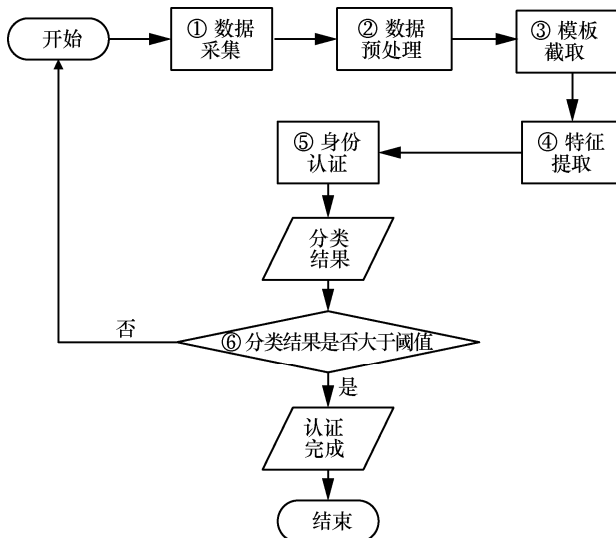 开始
① 数据
采集
② 数据
预处理
③ 模板
截取
④ 特征
提取
⑤ 身份
认证
分类
结果
⑥ 分类结果是否大于阈值
否
是
认证
完成
结束